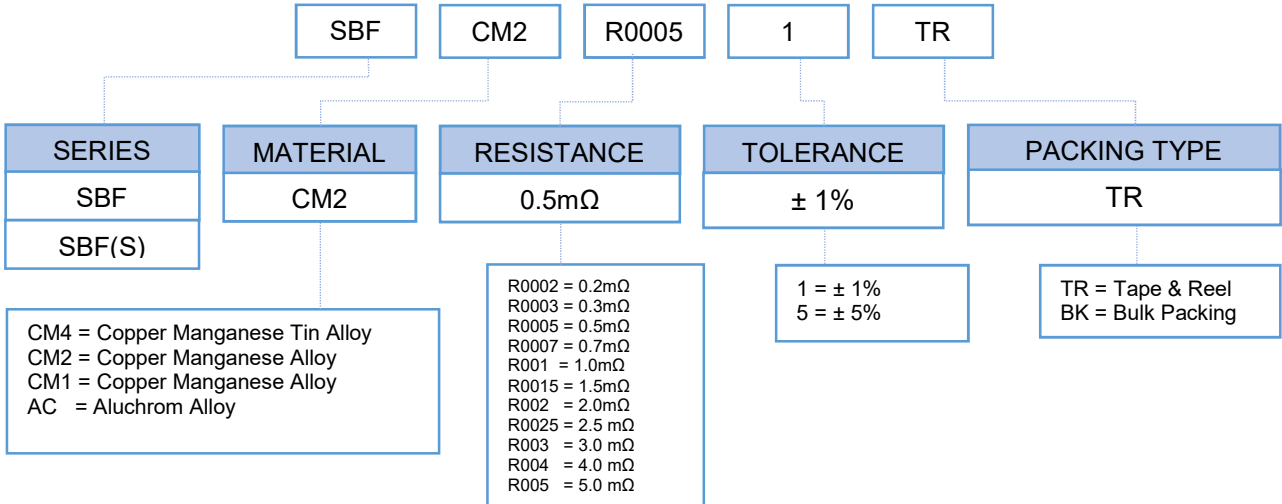 SBF CM2 R0005 1 TR
SERIES MATERIAL RESISTANCE TOLERANCE PACKING TYPE
SBF CM2 0.5mΩ ± 1% TR
SBF(S)
CM4 = Copper Manganese Tin Alloy
CM2 = Copper Manganese Alloy
CM1 = Copper Manganese Alloy
AC = Aluchrom Alloy
R0002 = 0.2mΩ
R0003 = 0.3mΩ
R0005 = 0.5mΩ
R0007 = 0.7mΩ
R001 = 1.0mΩ
R0015 = 1.5mΩ
R002 = 2.0mΩ
R0025 = 2.5 mΩ
R003 = 3.0 mΩ
R004 = 4.0 mΩ
R005 = 5.0 mΩ
1 = ± 1%
5 = ± 5%
TR = Tape & Reel
BK = Bulk Packing